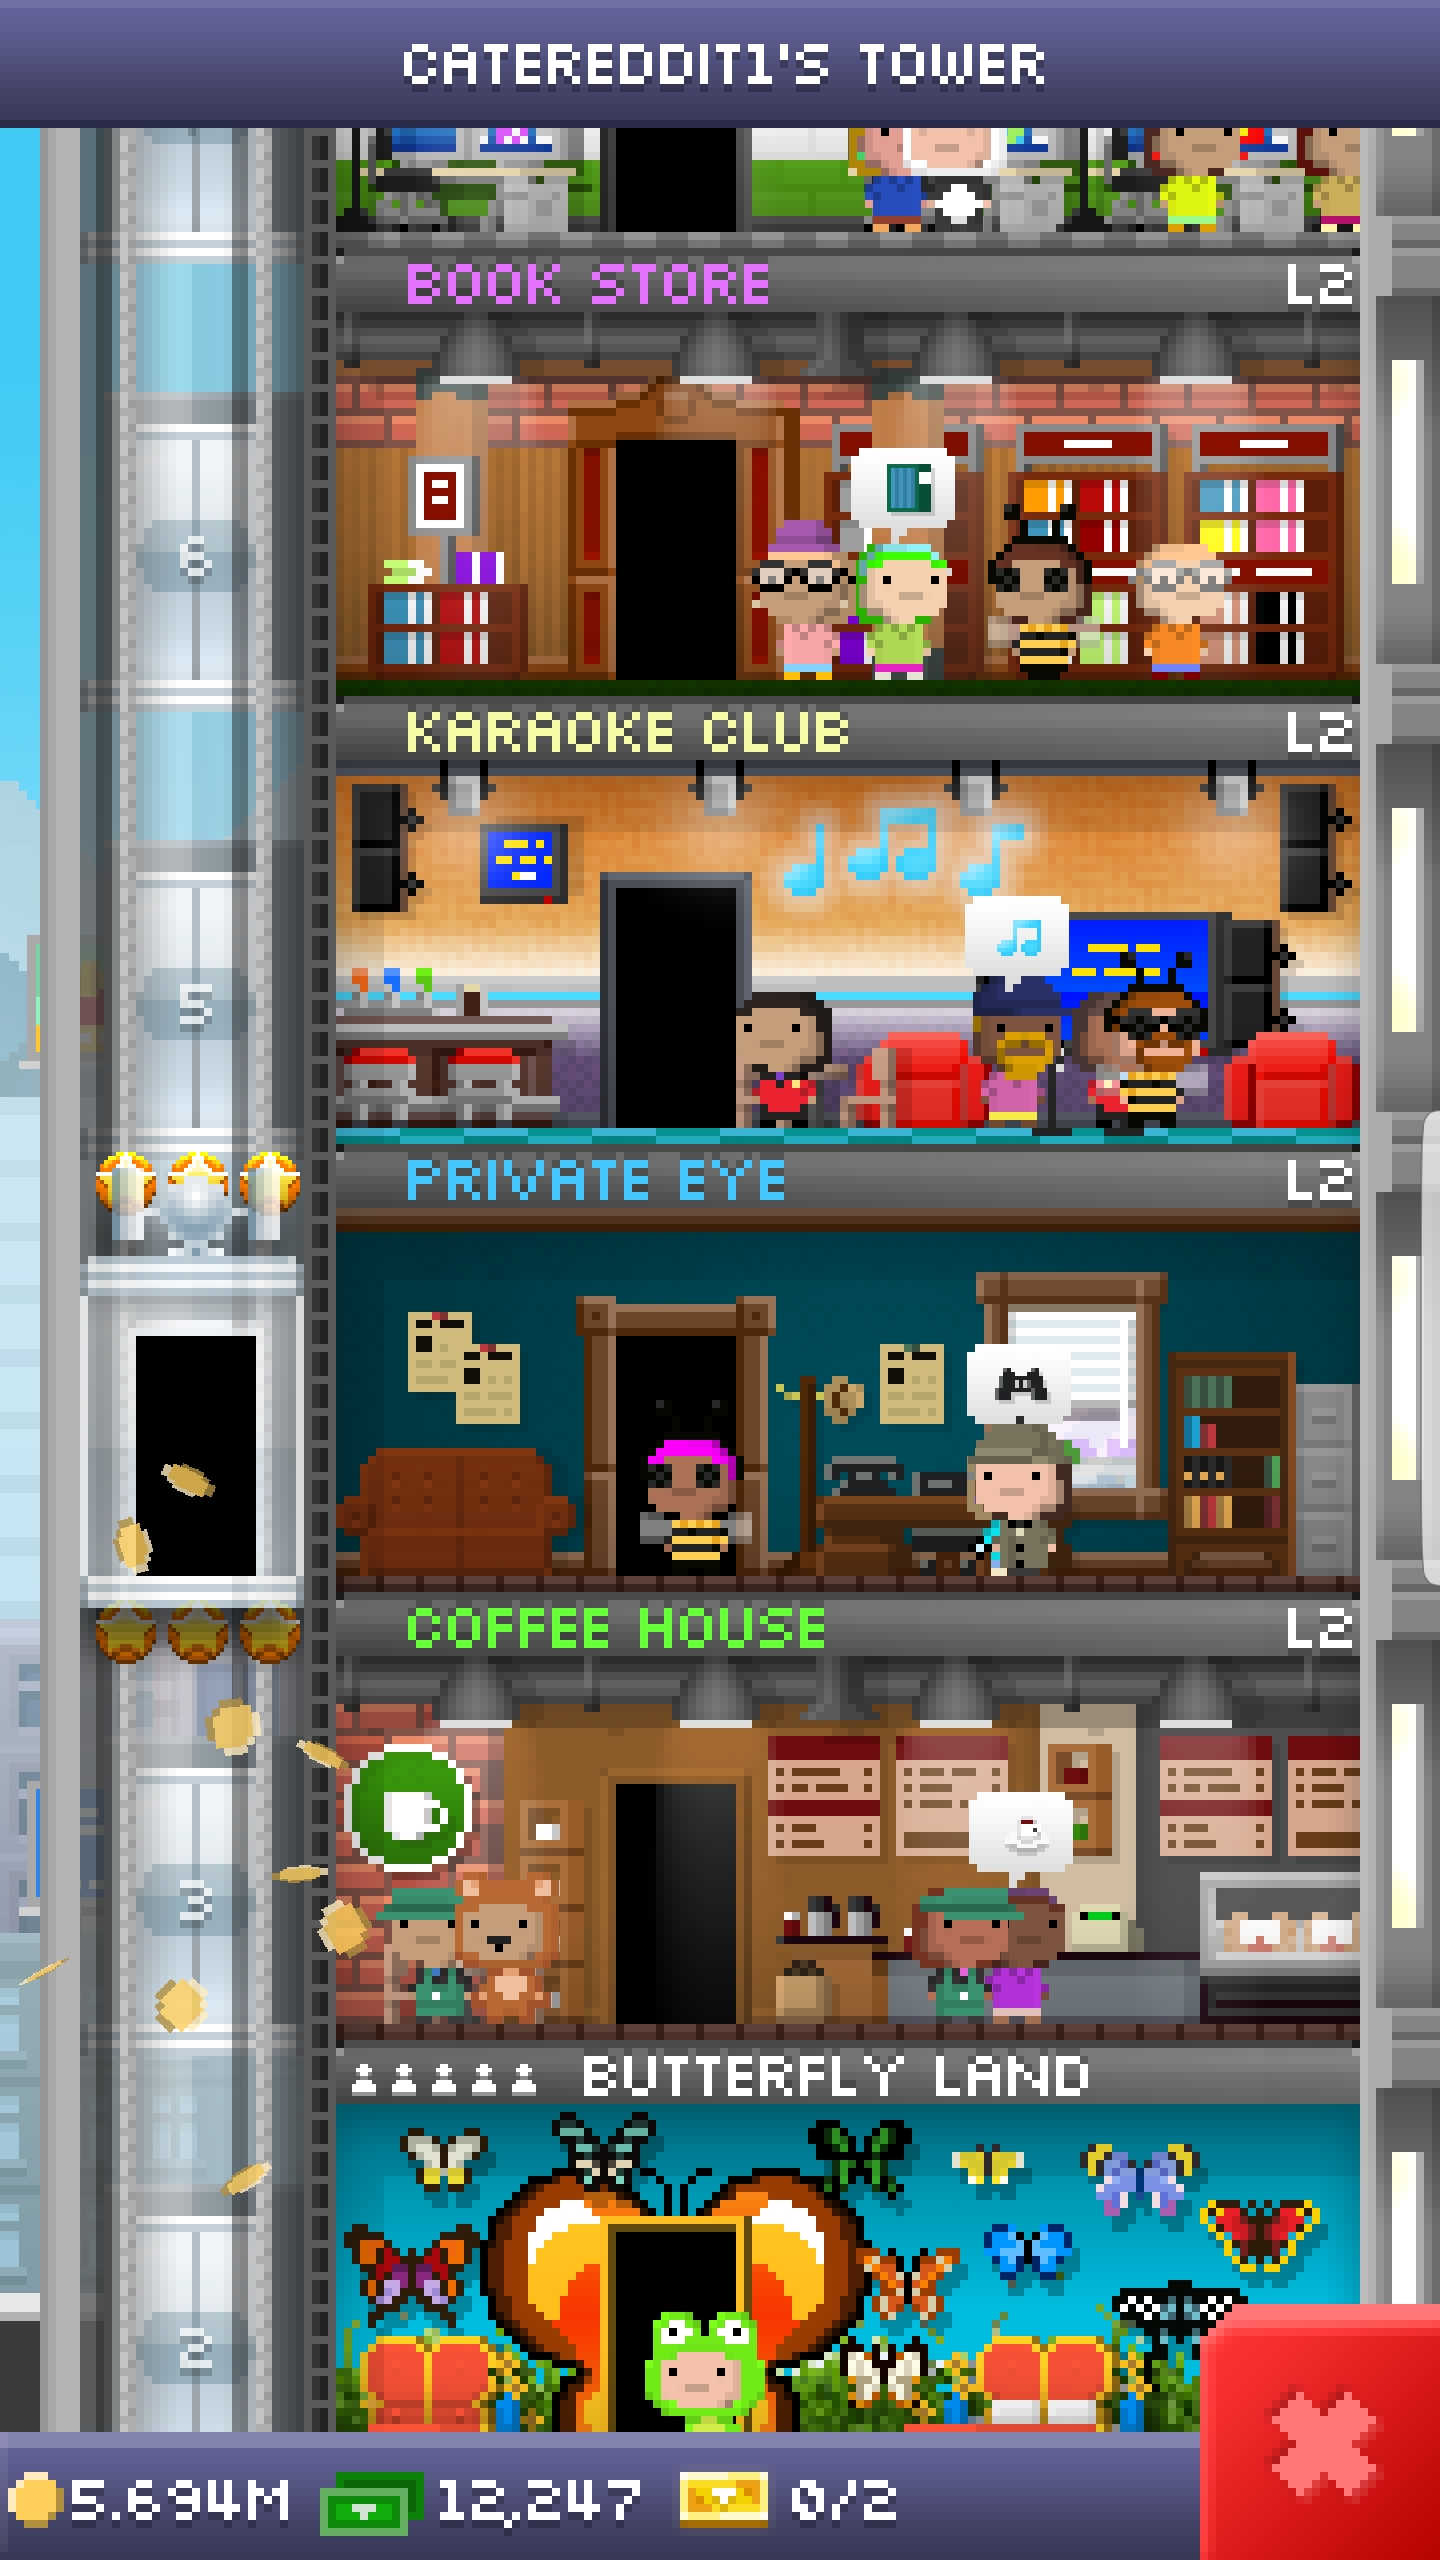 CATEREDDIT1'S TOWER
BOOK STORE L2
6
KARAOKE CLUB L2
5
PRIVATE EYE L2
COFFEE HOUSE L2
3
BUTTERFLY LAND
2
5.694M 12,247 0/2